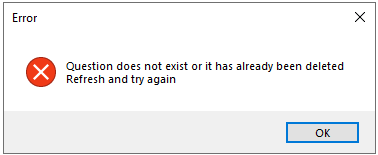 Error
Question does not exist or it has already been deleted
Refresh and try again
OK